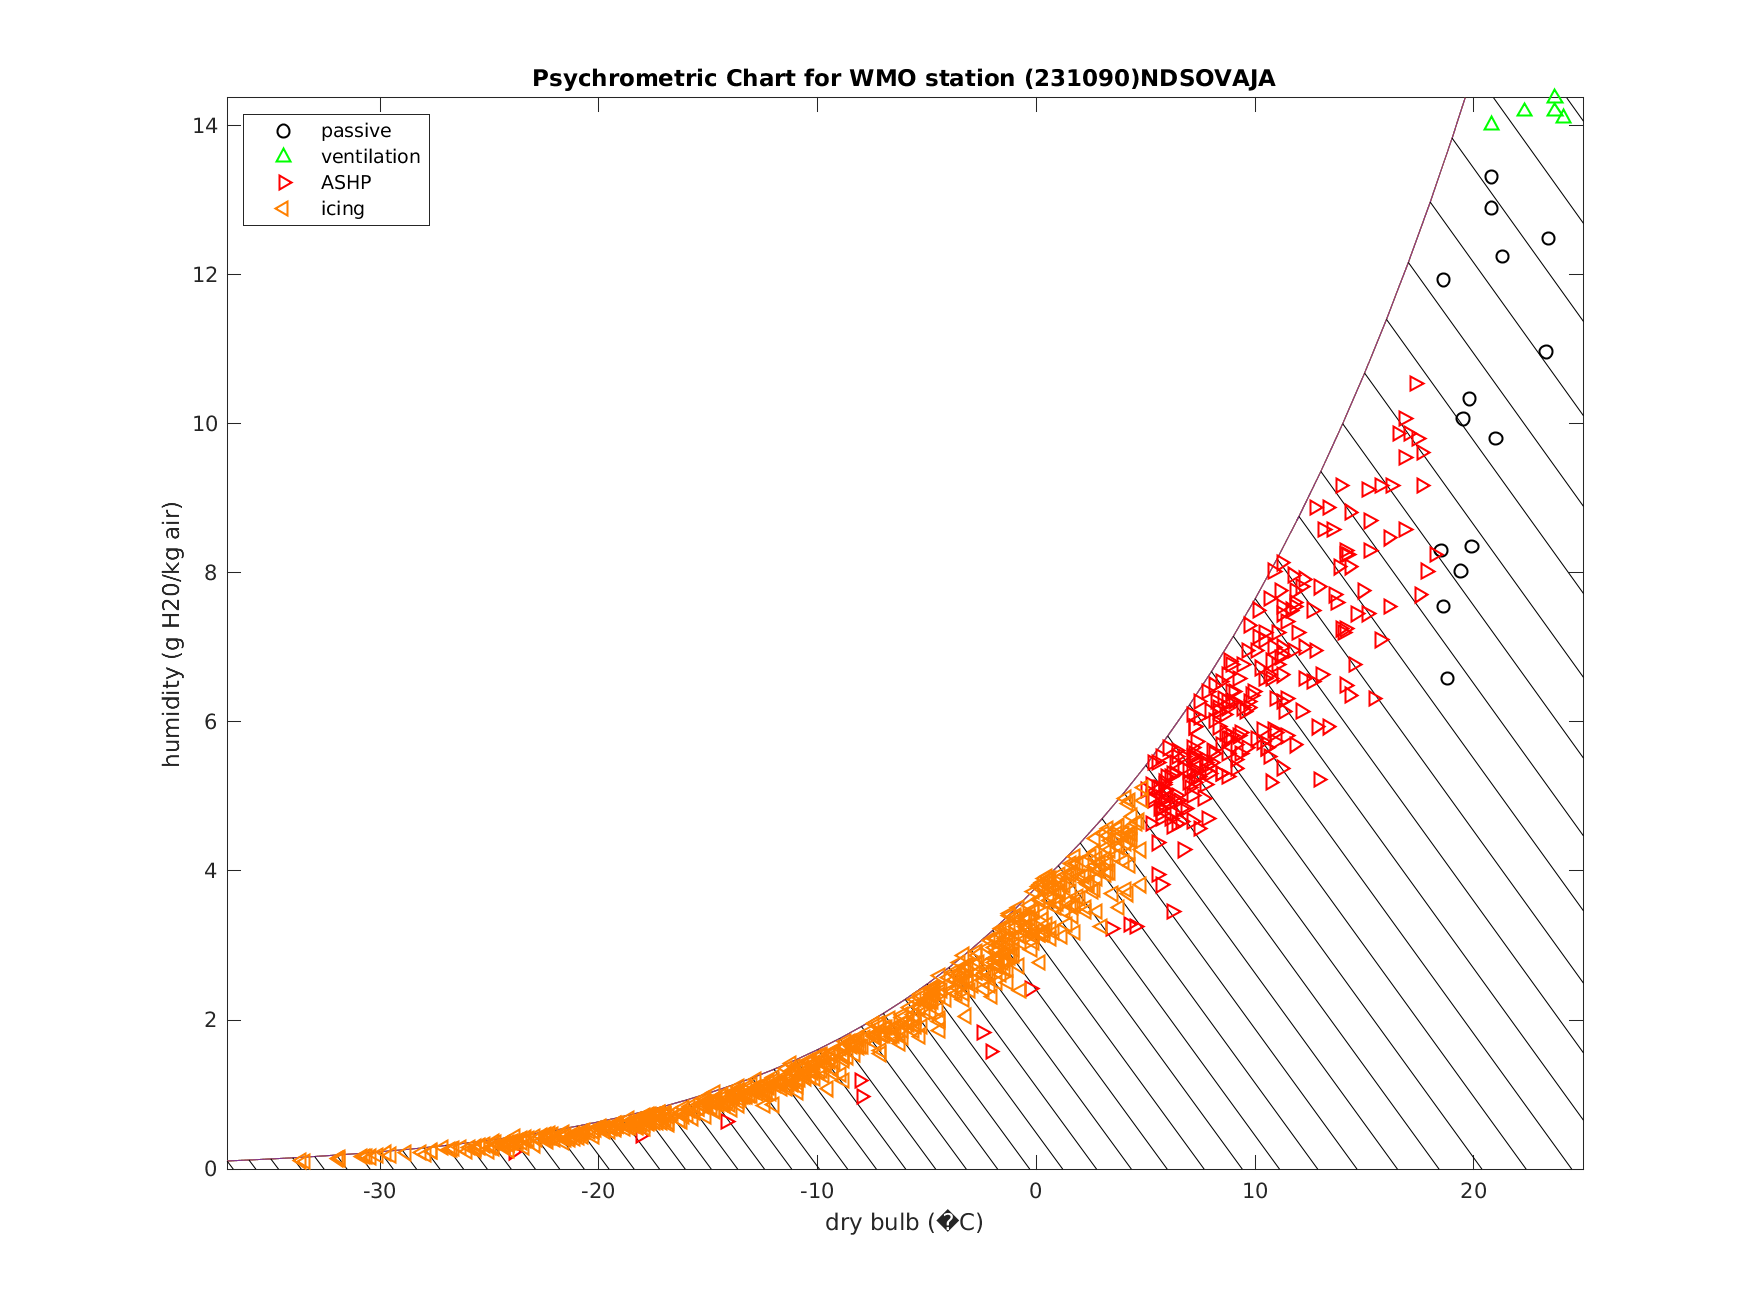 Psychrometric Chart for WMO station (231090)NDSOVAJA
passive
ventilation
ASHP
icing
14
12
10
8
6
4
2
0
humidity (g H20/kg air)
-30
-20
-10
0
10
20
dry bulb (�C)